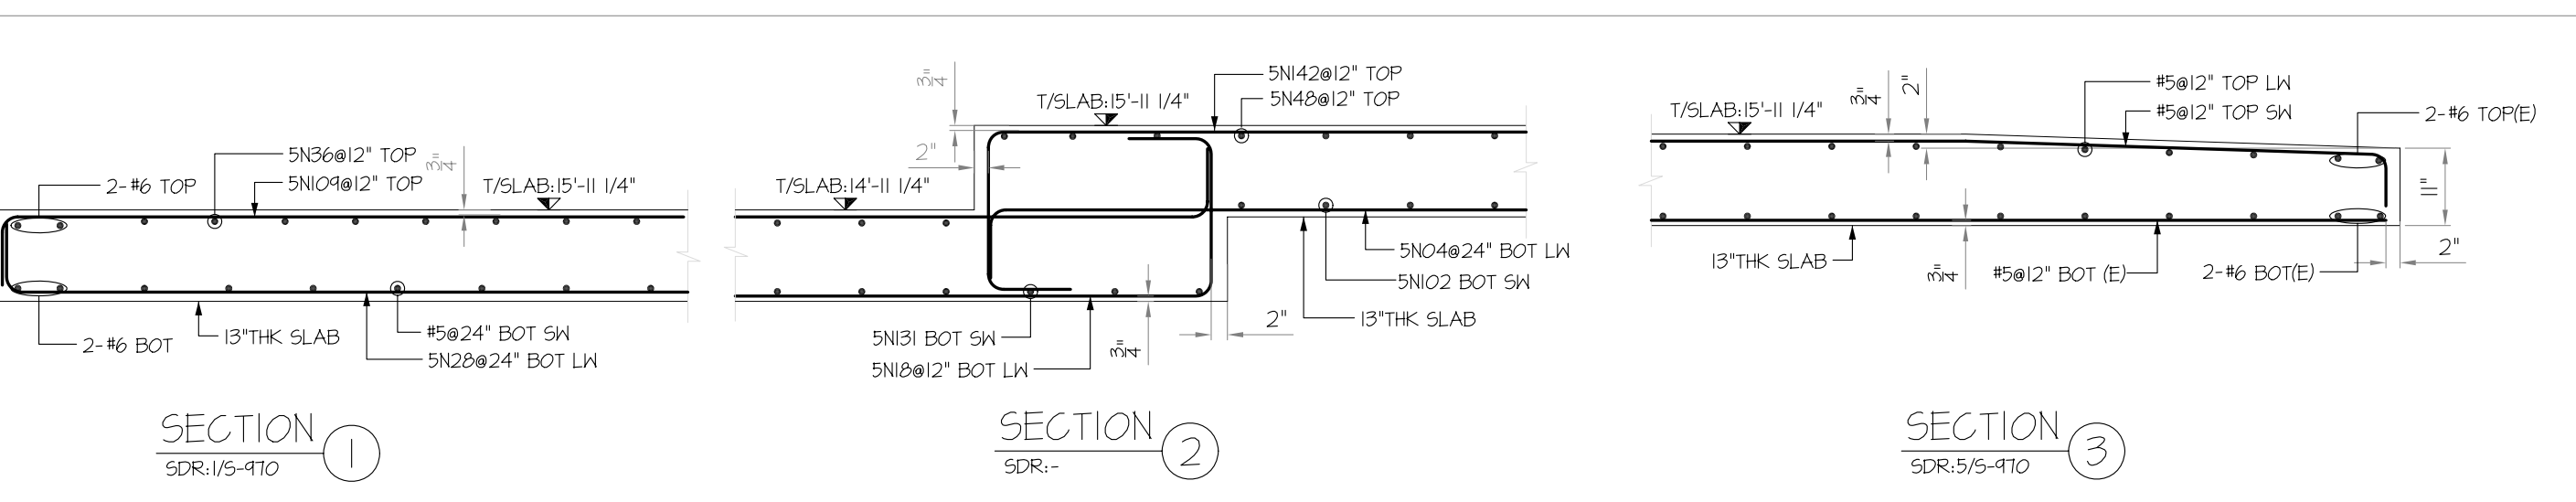 5N36@12" TOP
5N109@12" TOP
2-#6 TOP
3/4"
T/SLAB:15'-11 1/4"
2-#6 BOT
13"THK SLAB
#5@24" BOT SW
5N28@24" BOT LW
SECTION 1
SDR:1/S-970
3/4"
T/SLAB:15'-11 1/4"
5N142@12" TOP
5N48@12" TOP
2"
T/SLAB:14'-11 1/4"
5N04@24" BOT LW
5N102 BOT SW
13"THK SLAB
2"
5N131 BOT SW
5N18@12" BOT LW
3/4"
SECTION 2
SDR:-
T/SLAB:15'-11 1/4"
3/4"
2"
#5@12" TOP LW
#5@12" TOP SW
2-#6 TOP(E)
11"
2"
13"THK SLAB
3/4"
#5@12" BOT (E)
2-#6 BOT(E)
SECTION 3
SDR:5/S-970